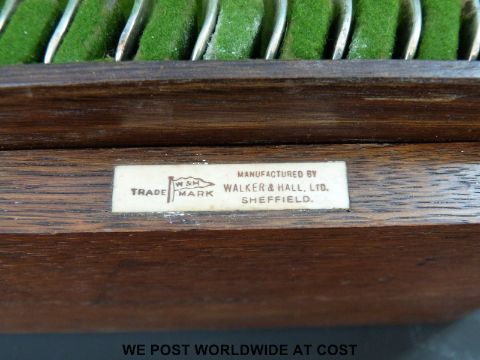 TRADE W&H MARK
MANUFACTURED BY
WALKER & HALL, LTD.
SHEFFIELD.
WE POST WORLDWIDE AT COST